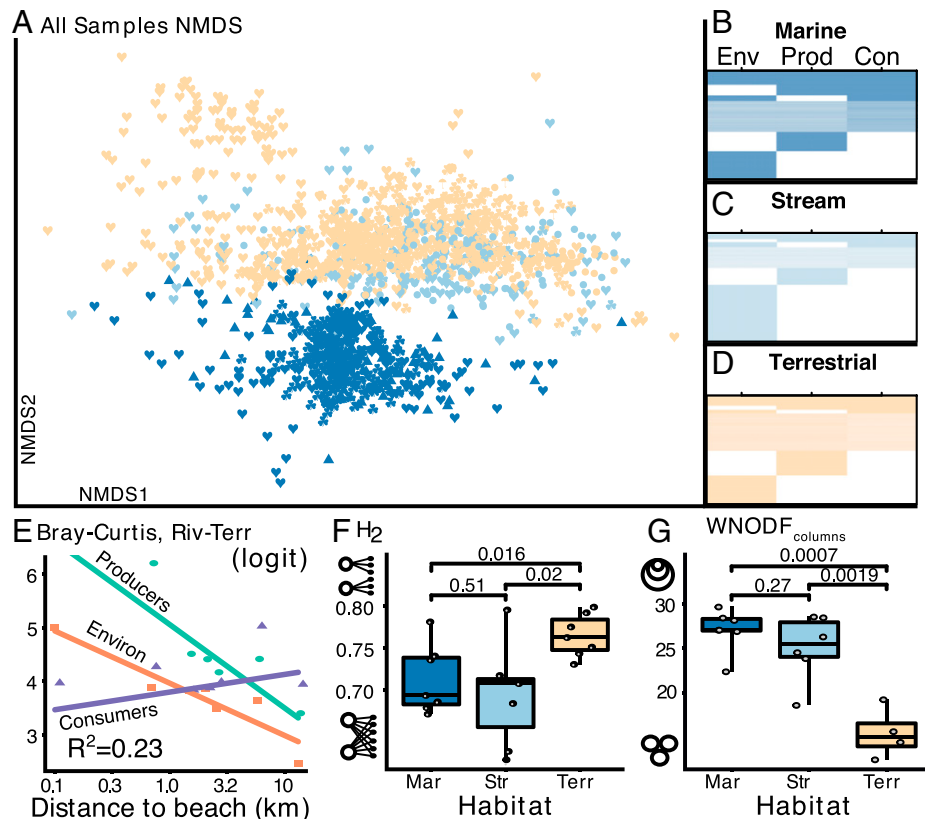 A All Samples NMDS
NMDS2
NMDS1
B
Marine
Env Prod Con
C
Stream
D
Terrestrial
E Bray-Curtis, Riv-Terr
(logit)
Producers
Environ
Consumers
R²=0.23
6
5
4
3
0.1 0.3 1.0 3.2 10
Distance to beach (km)
F H₂
0.016
0.51 0.02
0.80
0.75
0.70
Mar Str Terr
Habitat
G WNODF columns
0.0007
0.27 0.0019
30
20
Mar Str Terr
Habitat